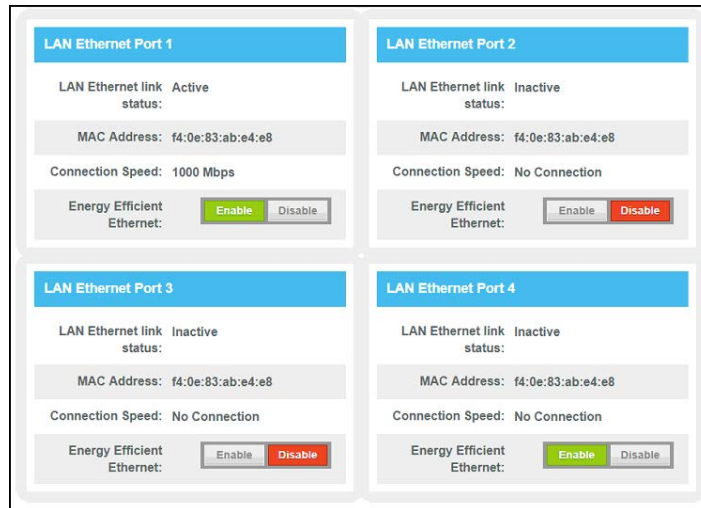 LAN Ethernet Port 1
LAN Ethernet link status: Active
MAC Address: f4:0e:83:ab:e4:e8
Connection Speed: 1000 Mbps
Energy Efficient Ethernet: Enable Disable
LAN Ethernet Port 2
LAN Ethernet link status: Inactive
MAC Address: f4:0e:83:ab:e4:e8
Connection Speed: No Connection
Energy Efficient Ethernet: Enable Disable
LAN Ethernet Port 3
LAN Ethernet link status: Inactive
MAC Address: f4:0e:83:ab:e4:e8
Connection Speed: No Connection
Energy Efficient Ethernet: Enable Disable
LAN Ethernet Port 4
LAN Ethernet link status: Inactive
MAC Address: f4:0e:83:ab:e4:e8
Connection Speed: No Connection
Energy Efficient Ethernet: Enable Disable